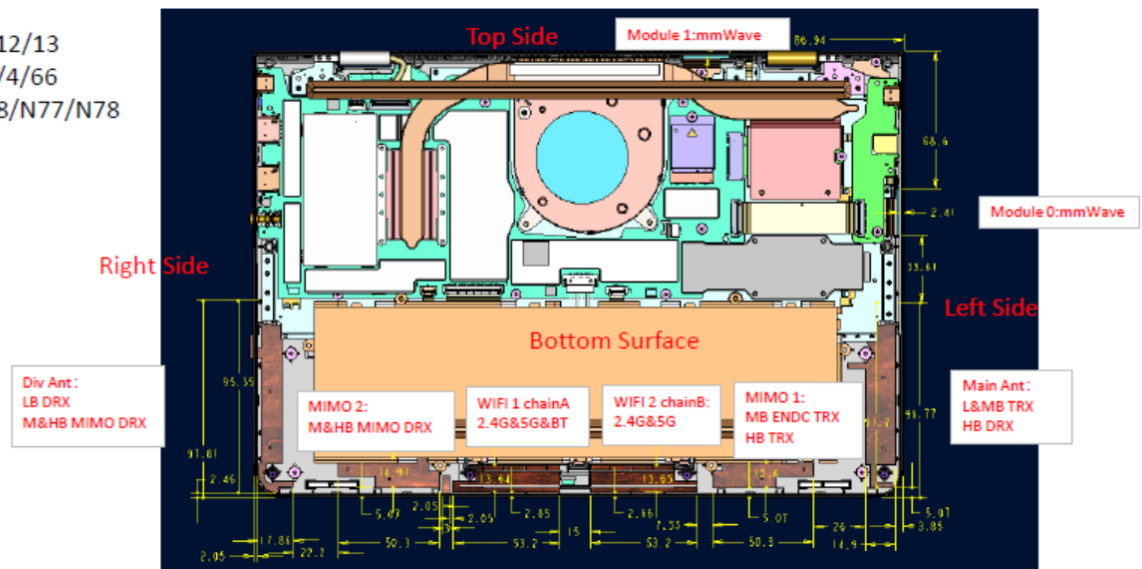 12/13
/4/66
8/N77/N78
Top Side
Module 1:mmWave
86.94
68.6
2.41
Module 0:mmWave
33.61
Right Side
Left Side
Bottom Surface
Div Ant:
LB DRX
M&HB MIMO DRX
MIMO 2:
M&HB MIMO DRX
WIFI 1 chainA
2.4G&5G&BT
WIFI 2 chainB:
2.4G&5G
MIMO 1:
MB ENDC TRX
HB TRX
Main Ant:
L&MB TRX
HB DRX
95.35
91.77
91.81
2.46
14.91
13.64
13.65
12.6
5.07
2.05
2.05
2.85
15
2.66
7.55
5.07
26
5.07
3.85
17.86
22.2
2.05
50.3
53.2
53.2
50.3
14.9